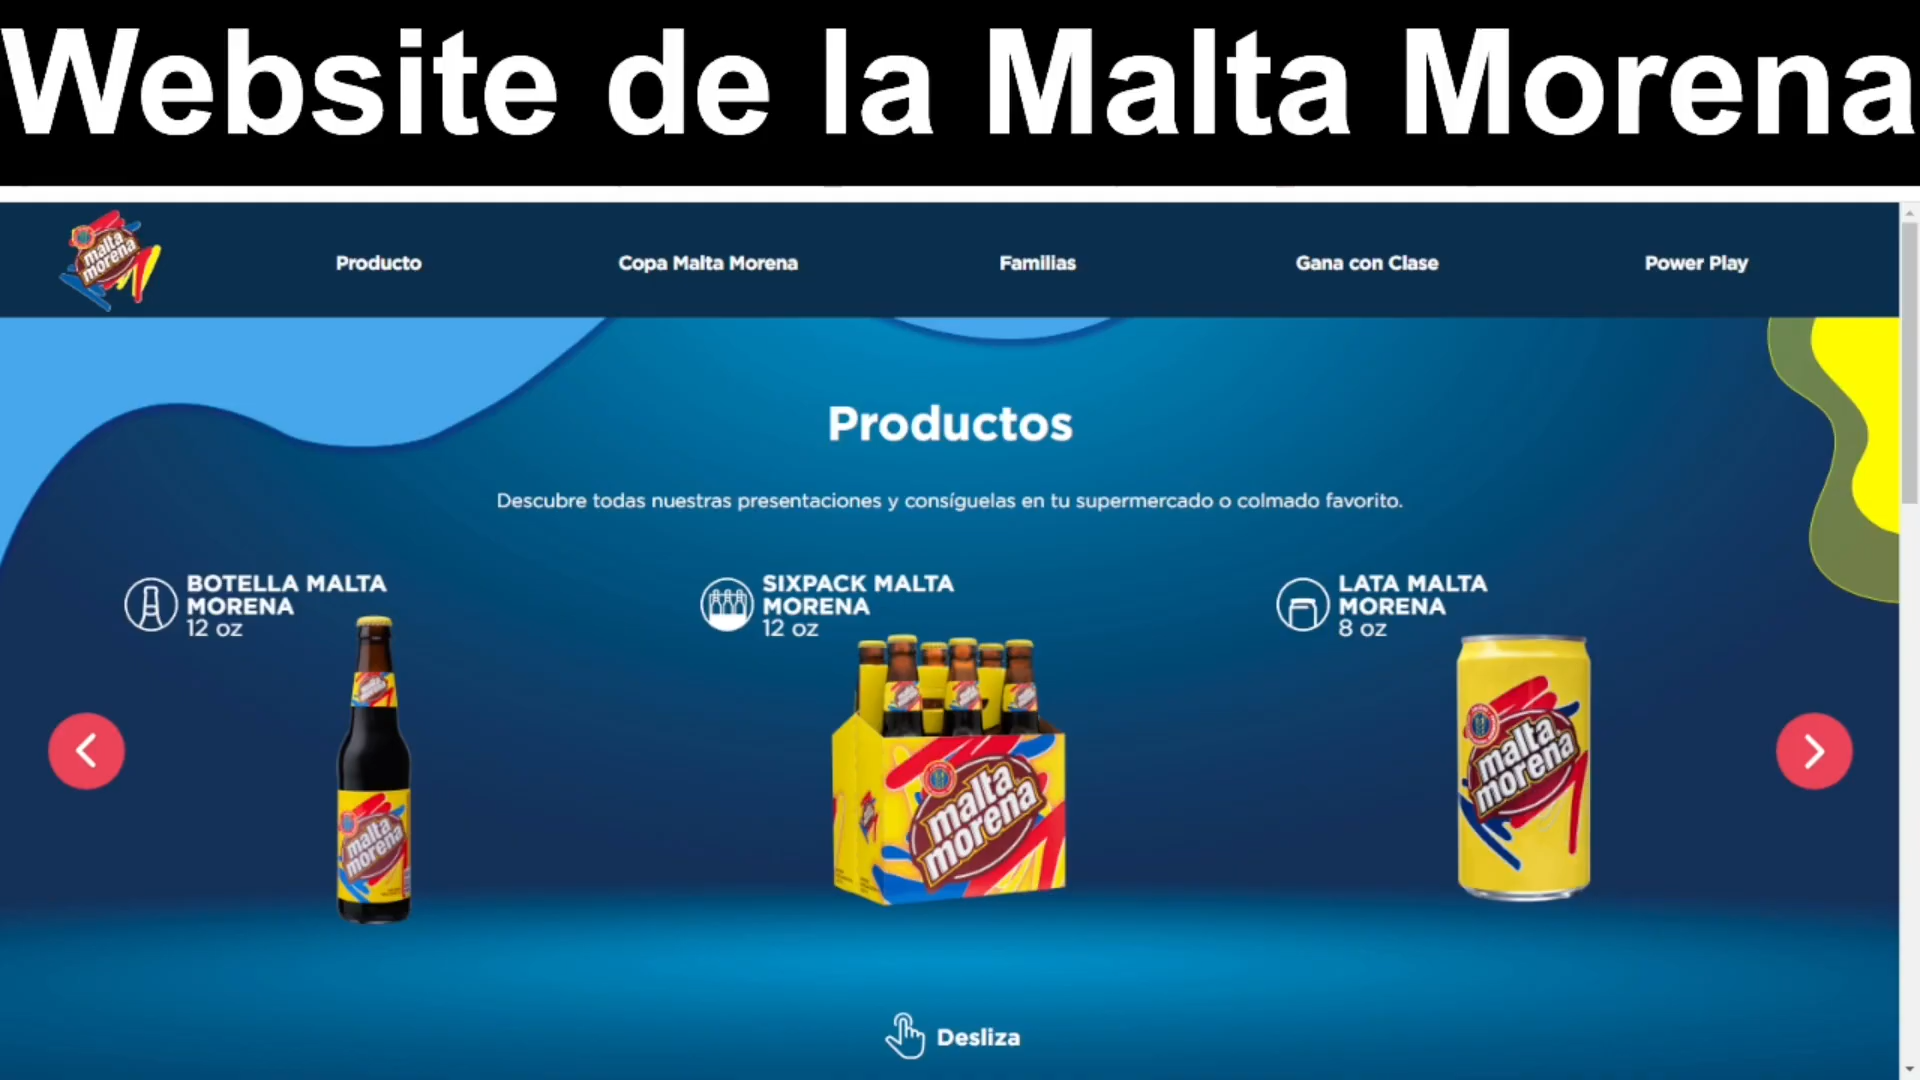 Website de la Malta Morena
malta
morena
Producto
Copa Malta Morena
Familias
Gana con Clase
Power Play
Productos
Descubre todas nuestras presentaciones y consíguelas en tu supermercado o colmado favorito.
BOTELLA MALTA
MORENA
12 oz
SIXPACK MALTA
MORENA
12 oz
LATA MALTA
MORENA
8 oz
malta
morena
malta
morena
malta
morena
Desliza